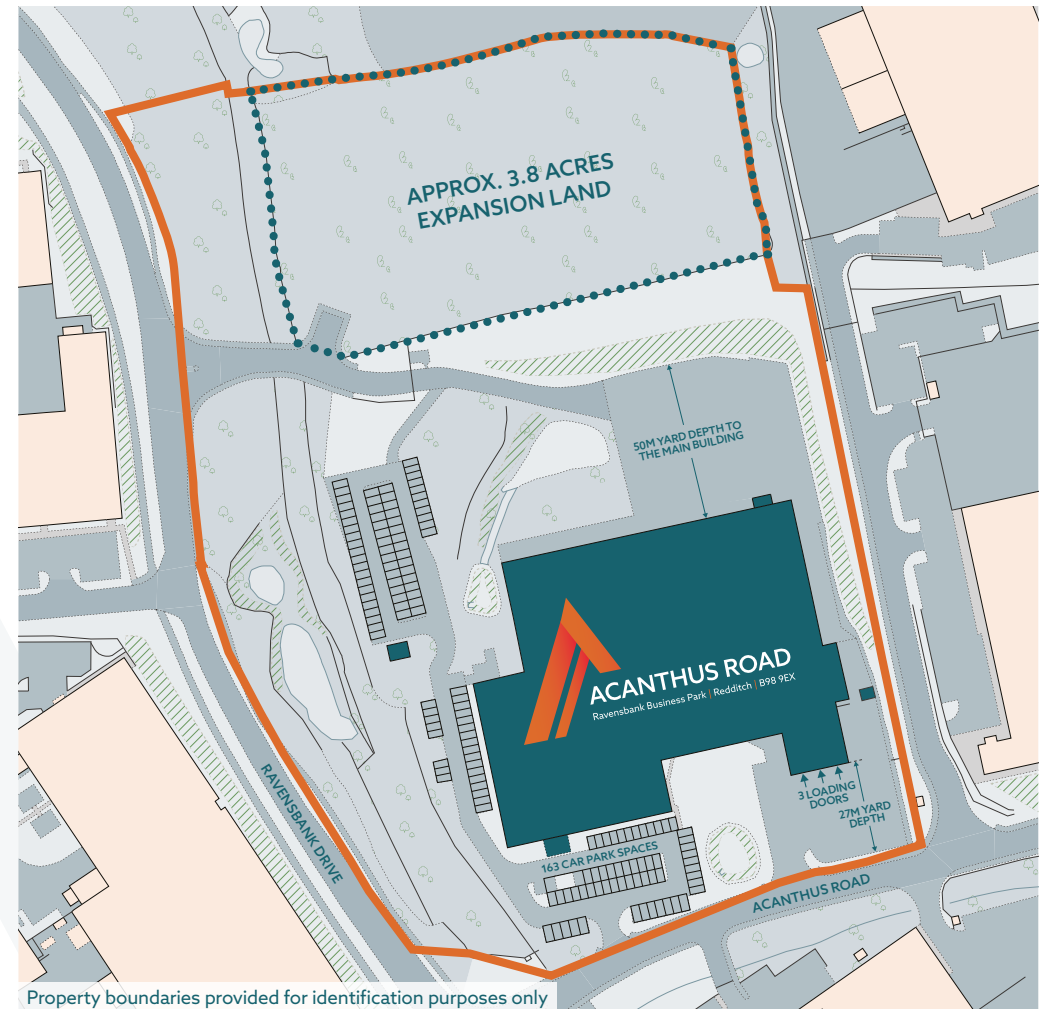 APPROX. 3.8 ACRES
EXPANSION LAND
50M YARD DEPTH TO
THE MAIN BUILDING
ACANTHUS ROAD
Ravensbank Business Park | Redditch | B98 9EX
3 LOADING
DOORS
27M YARD
DEPTH
RAVENSBANK DRIVE
163 CAR PARK SPACES
ACANTHUS ROAD
Property boundaries provided for identification purposes only